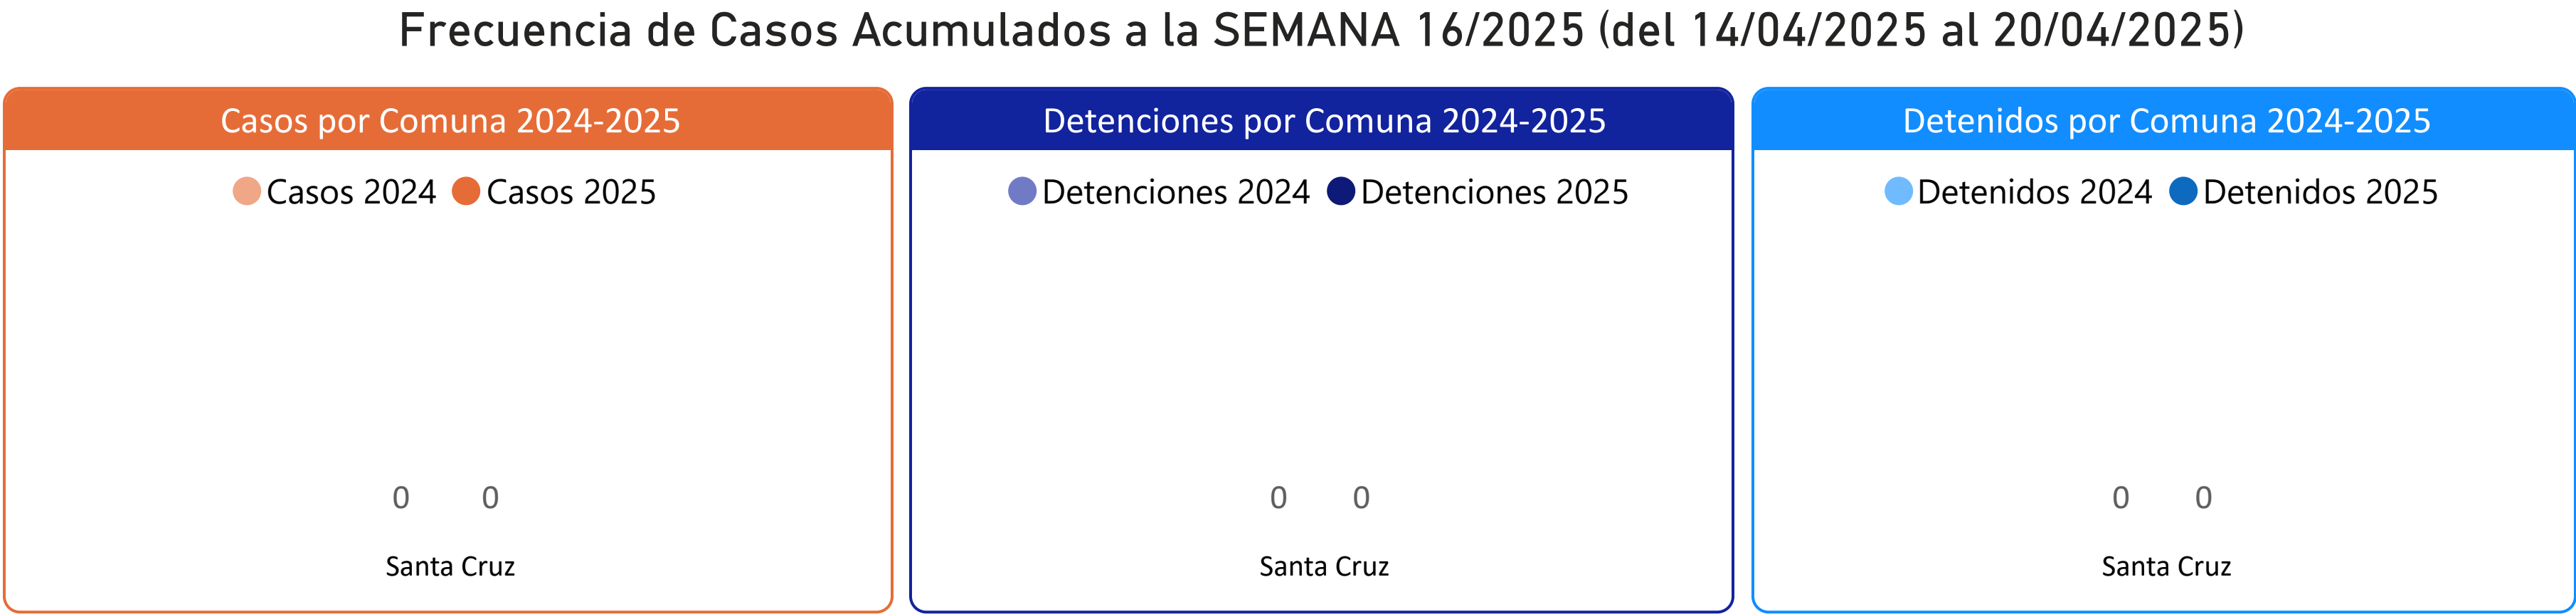 Frecuencia de Casos Acumulados a la SEMANA 16/2025 (del 14/04/2025 al 20/04/2025)
Casos por Comuna 2024-2025
Casos 2024 Casos 2025
0 0
Santa Cruz
Detenciones por Comuna 2024-2025
Detenciones 2024 Detenciones 2025
0 0
Santa Cruz
Detenidos por Comuna 2024-2025
Detenidos 2024 Detenidos 2025
0 0
Santa Cruz